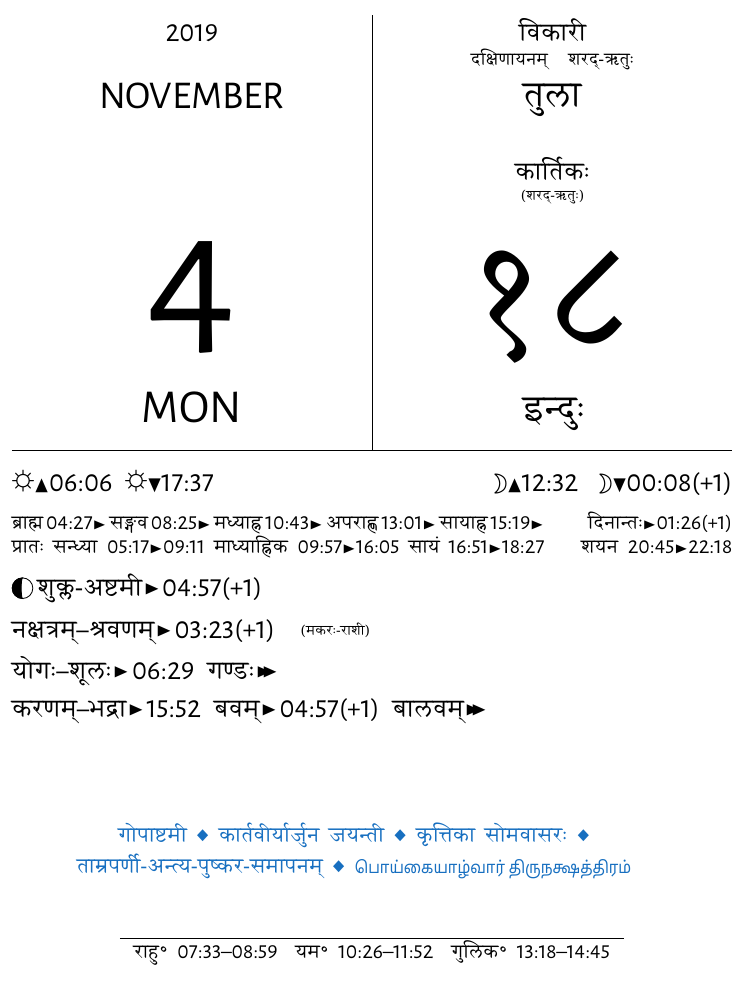 2019
NOVEMBER
4
MON
विकारी
दक्षिणायनम् शरद्-ऋतुः
तुला
कार्तिकः
(शरद्-ऋतुः)
१८
इन्दुः
☼▲06:06 ☼▼17:37 ☽▲12:32 ☽▼00:08(+1)
ब्राह्म 04:27► सङ्गव 08:25► मध्याह्न 10:43► अपराह्ण 13:01► सायाह्न 15:19► दिनान्तः►01:26(+1)
प्रातः सन्ध्या 05:17►09:11 माध्याह्निक 09:57►16:05 सायं 16:51►18:27 शयन 20:45►22:18
शुक्ल-अष्टमी►04:57(+1)
नक्षत्रम्–श्रवणम्►03:23(+1) (मकरः-राशी)
योगः–शूलः►06:29 गण्डः►►
करणम्–भद्रा►15:52 बवम्►04:57(+1) बालवम्►►
गोपाष्टमी ◆ कार्तवीर्यार्जुन जयन्ती ◆ कृत्तिका सोमवासरः ◆
ताम्रपर्णी-अन्त्य-पुष्कर-समापनम् ◆ பொய்கையாழ்வார் திருநக்ஷத்திரம்
राहु॰ 07:33–08:59 यम॰ 10:26–11:52 गुलिक॰ 13:18–14:45